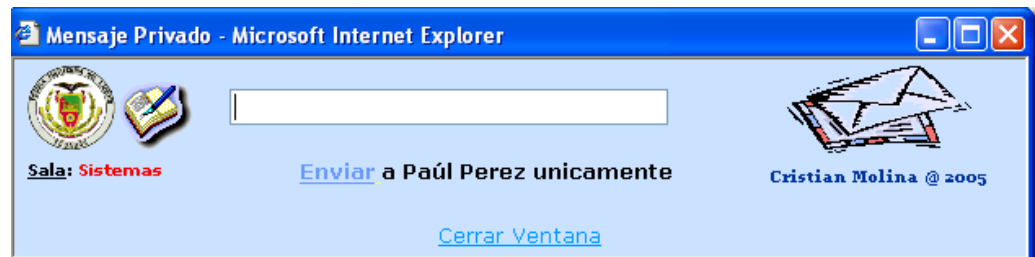 Mensaje Privado - Microsoft Internet Explorer
Sala: Sistemas
Enviar a Paúl Perez unicamente
Cristian Molina @ 2005
Cerrar Ventana